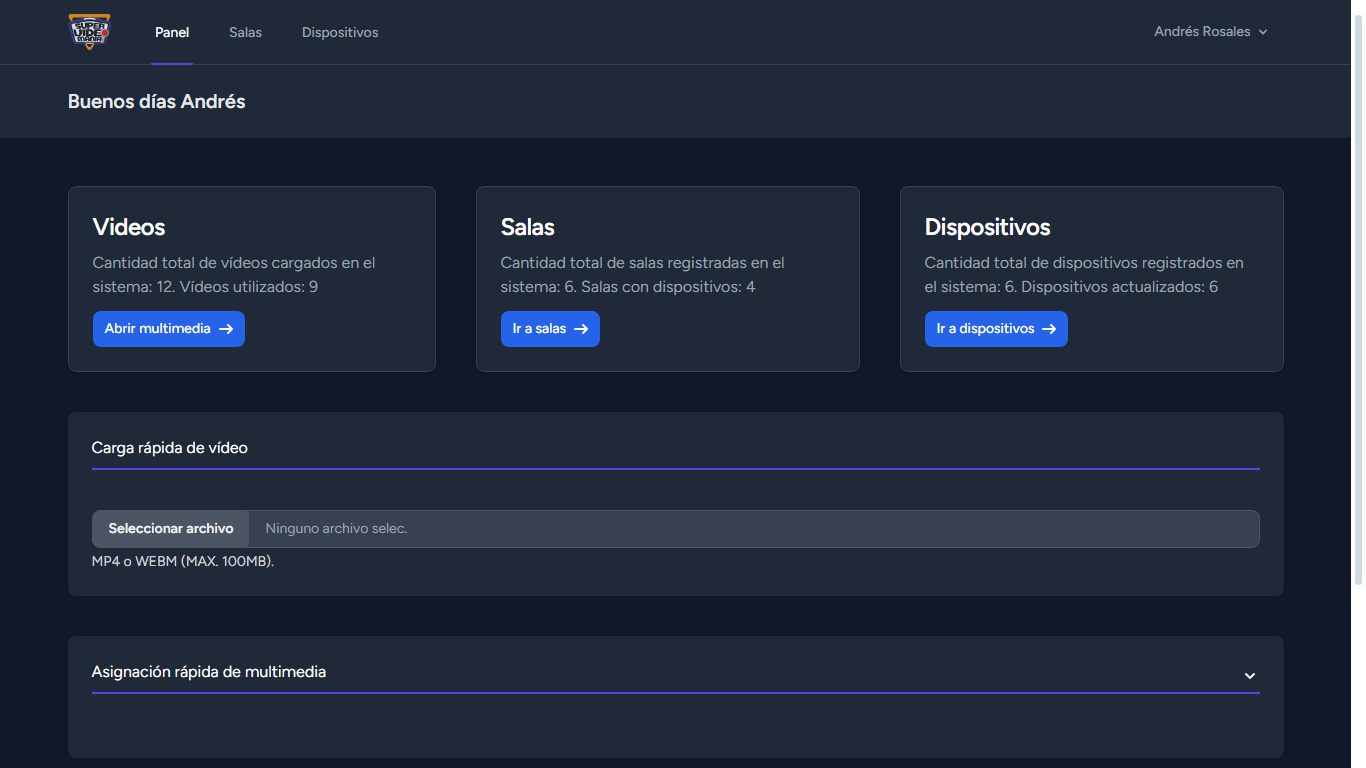 SUPER
VIDEO
MANIA
Panel
Salas
Dispositivos
Andrés Rosales
Buenos días Andrés
Videos
Cantidad total de vídeos cargados en el
sistema: 12. Vídeos utilizados: 9
Abrir multimedia
Salas
Cantidad total de salas registradas en el
sistema: 6. Salas con dispositivos: 4
Ir a salas
Dispositivos
Cantidad total de dispositivos registrados en
el sistema: 6. Dispositivos actualizados: 6
Ir a dispositivos
Carga rápida de vídeo
Seleccionar archivo
Ninguno archivo selec.
MP4 o WEBM (MAX. 100MB).
Asignación rápida de multimedia